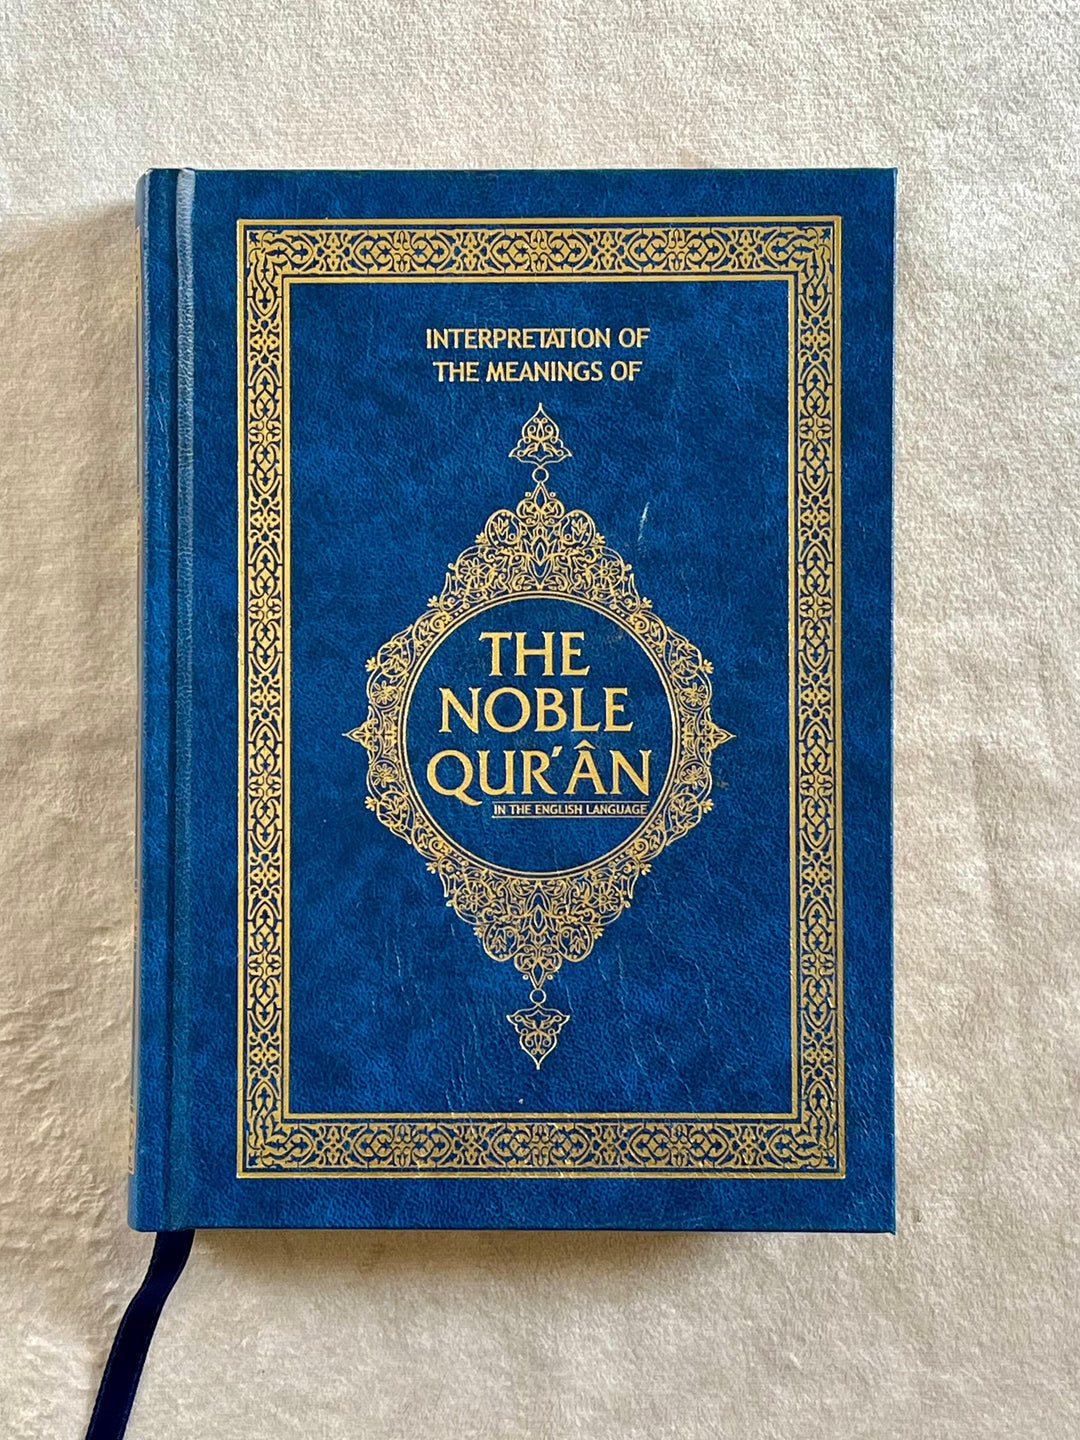 INTERPRETATION OF
THE MEANINGS OF
THE
NOBLE
QUR'ÂN
IN THE ENGLISH LANGUAGE